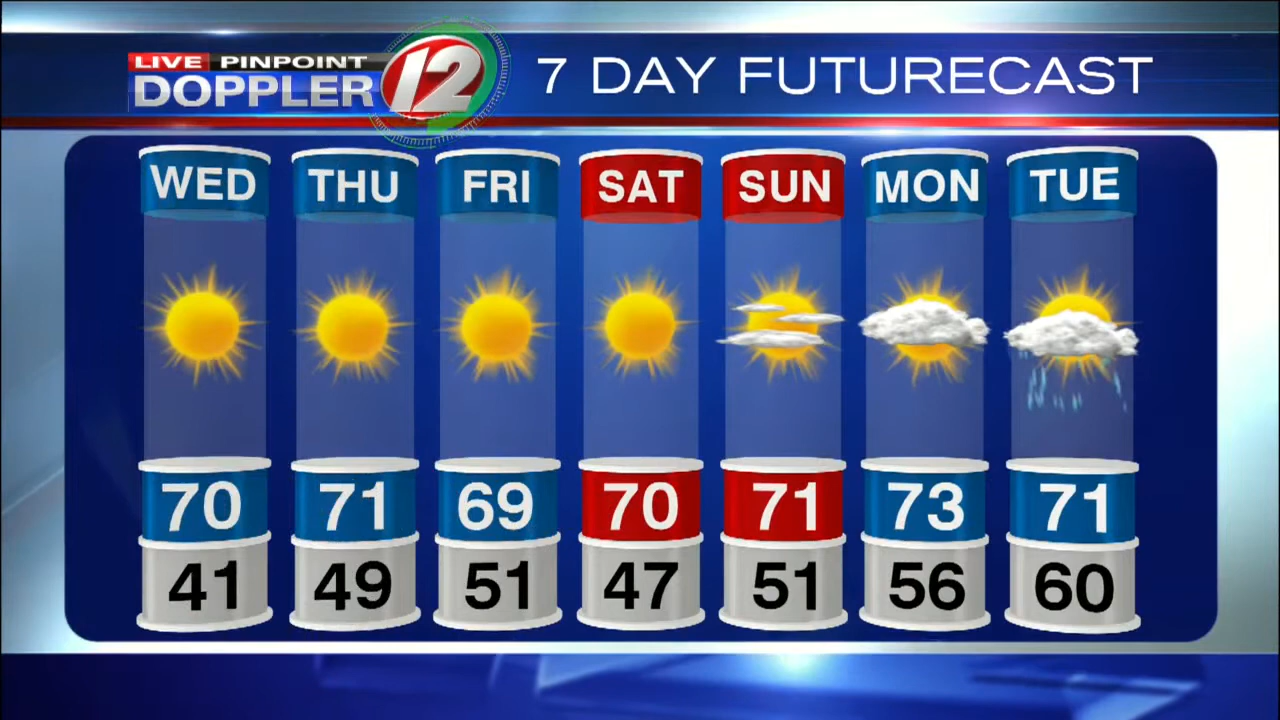 LIVE PINPOINT
DOPPLER 12
7 DAY FUTURECAST
WED THU FRI SAT SUN MON TUE
70 71 69 70 71 73 71
41 49 51 47 51 56 60